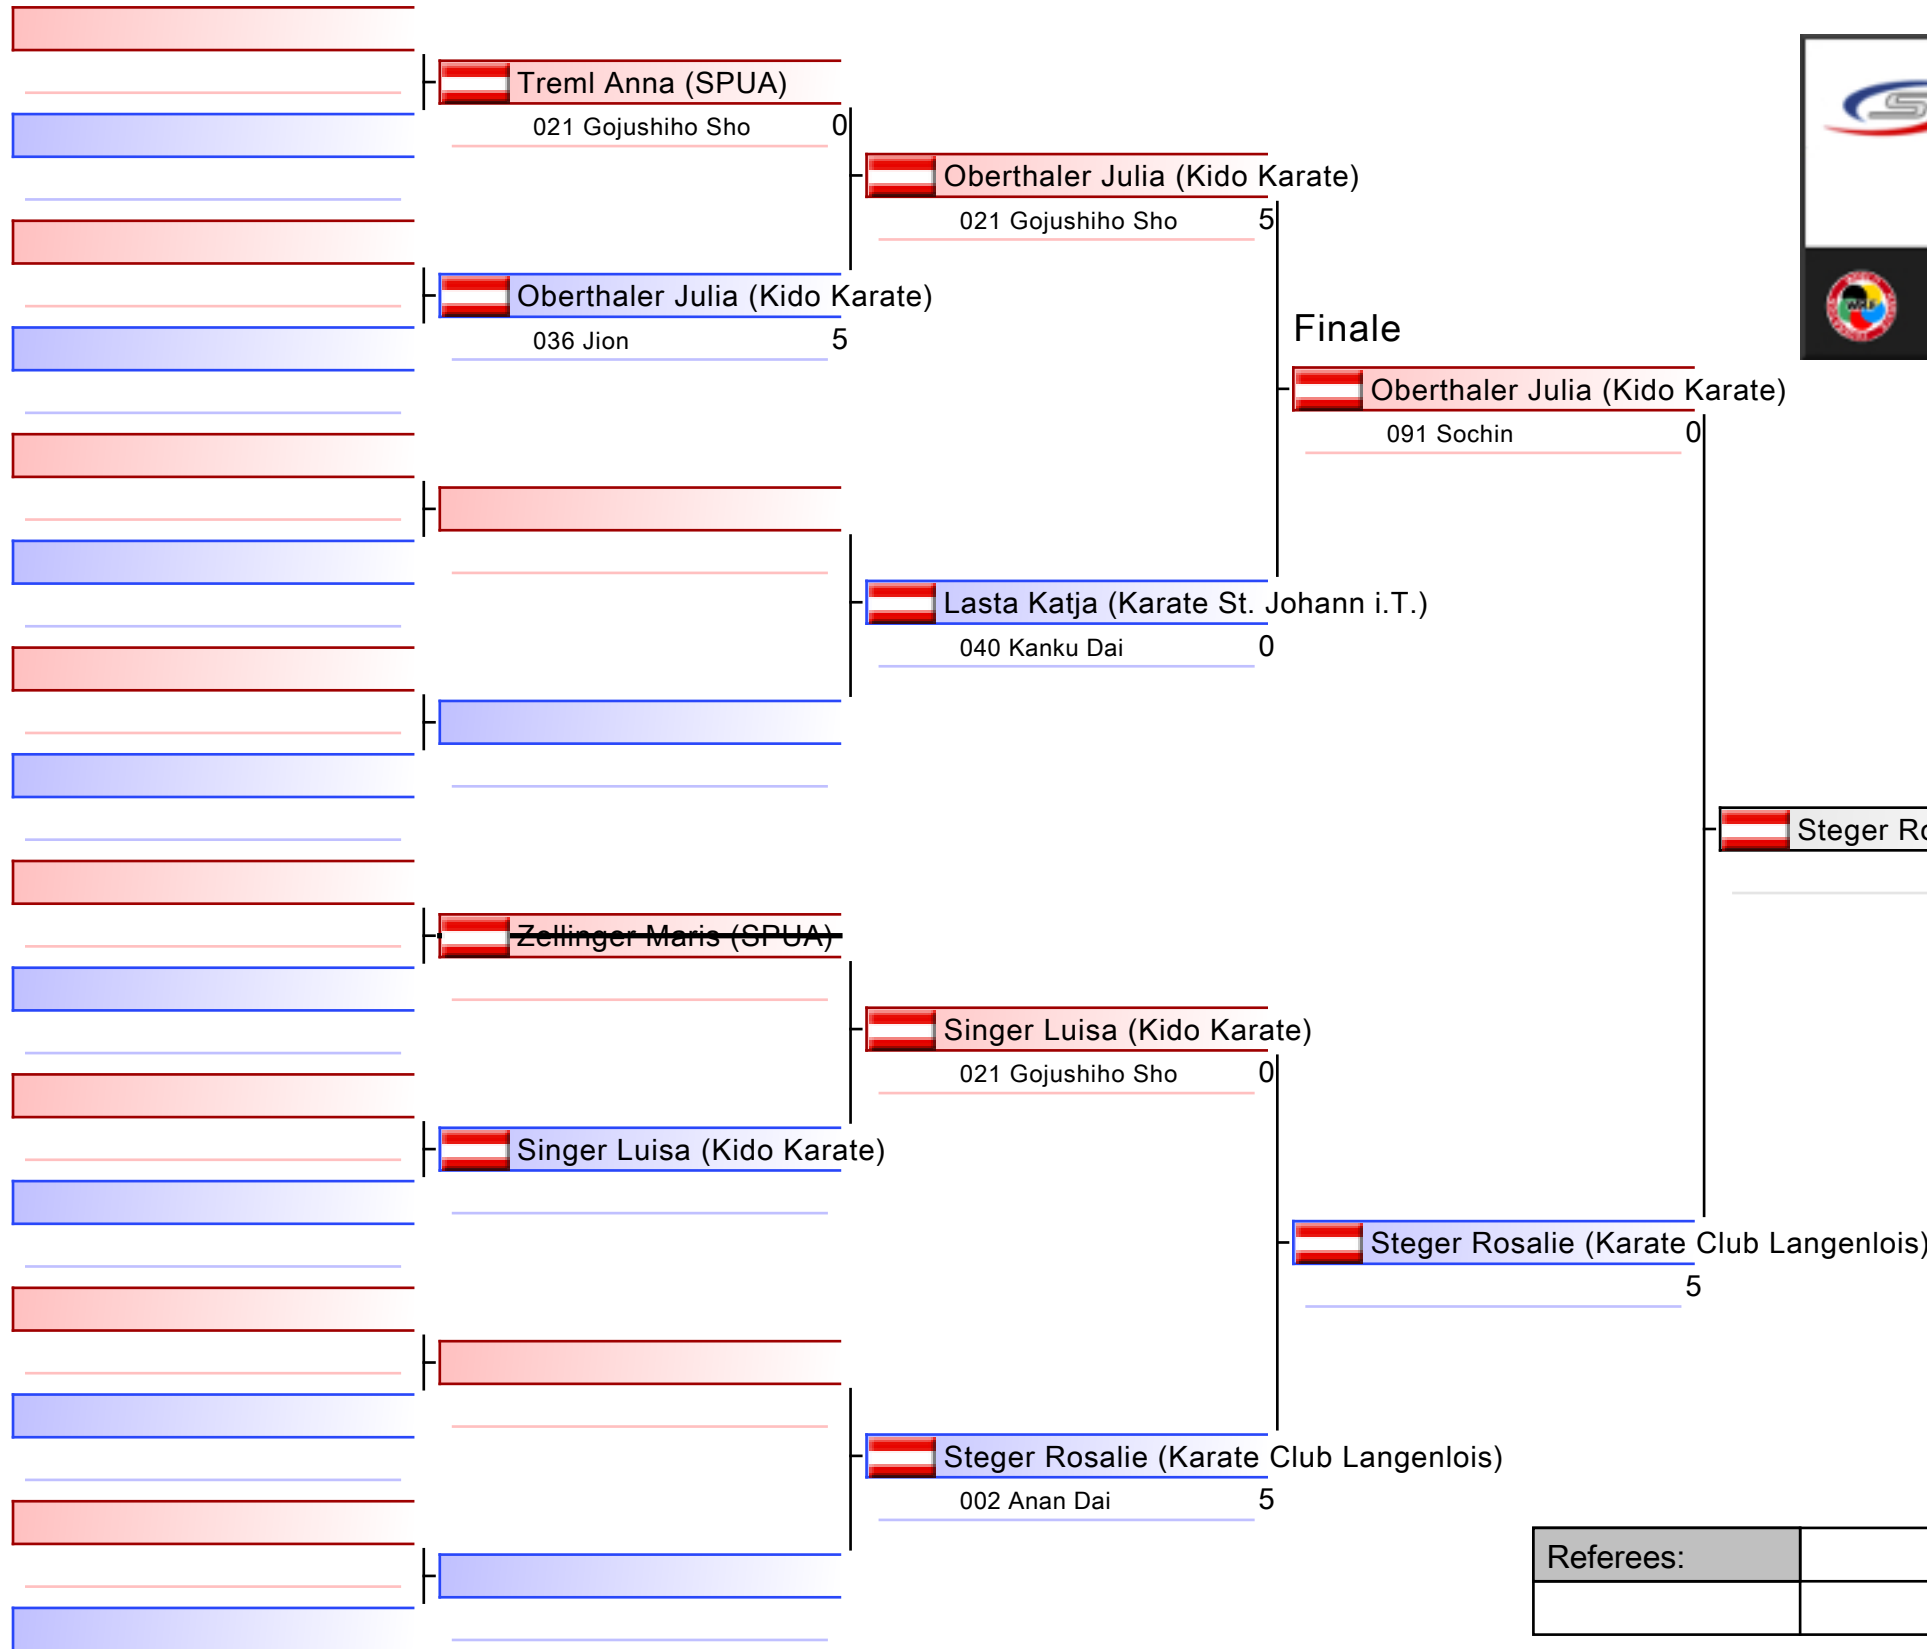 Treml Anna (SPUA)
021 Gojushiho Sho 0
Oberthaler Julia (Kido Karate)
036 Jion 5
Oberthaler Julia (Kido Karate)
021 Gojushiho Sho 5
Lasta Katja (Karate St. Johann i.T.)
040 Kanku Dai 0
Finale
Oberthaler Julia (Kido Karate)
091 Sochin 0
Zellinger Maris (SPUA)
Singer Luisa (Kido Karate)
Singer Luisa (Kido Karate)
021 Gojushiho Sho 0
Steger Rosalie (Karate Club Langenlois)
002 Anan Dai 5
Steger Rosalie (Karate Club Langenlois)
5
Steger
Referees: